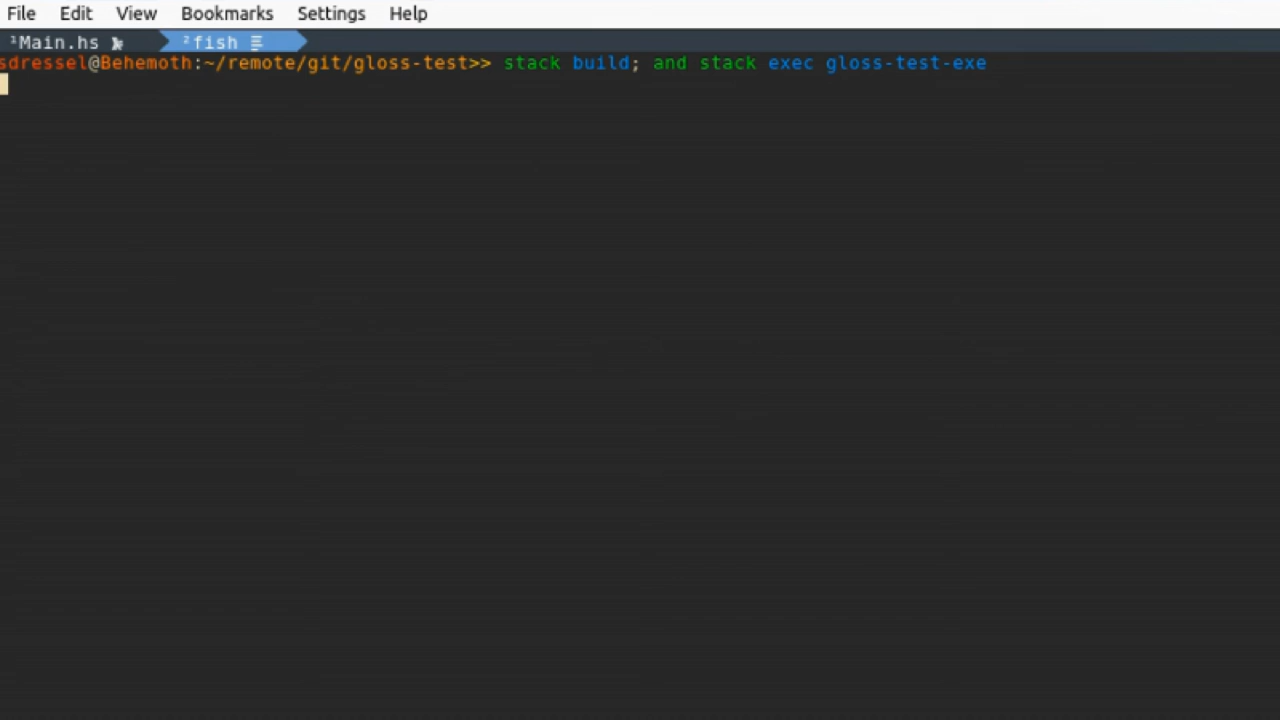 File Edit View Bookmarks Settings Help
¹Main.hs ²fish
sdressel@Behemoth:~/remote/git/gloss-test>> stack build; and stack exec gloss-test-exe